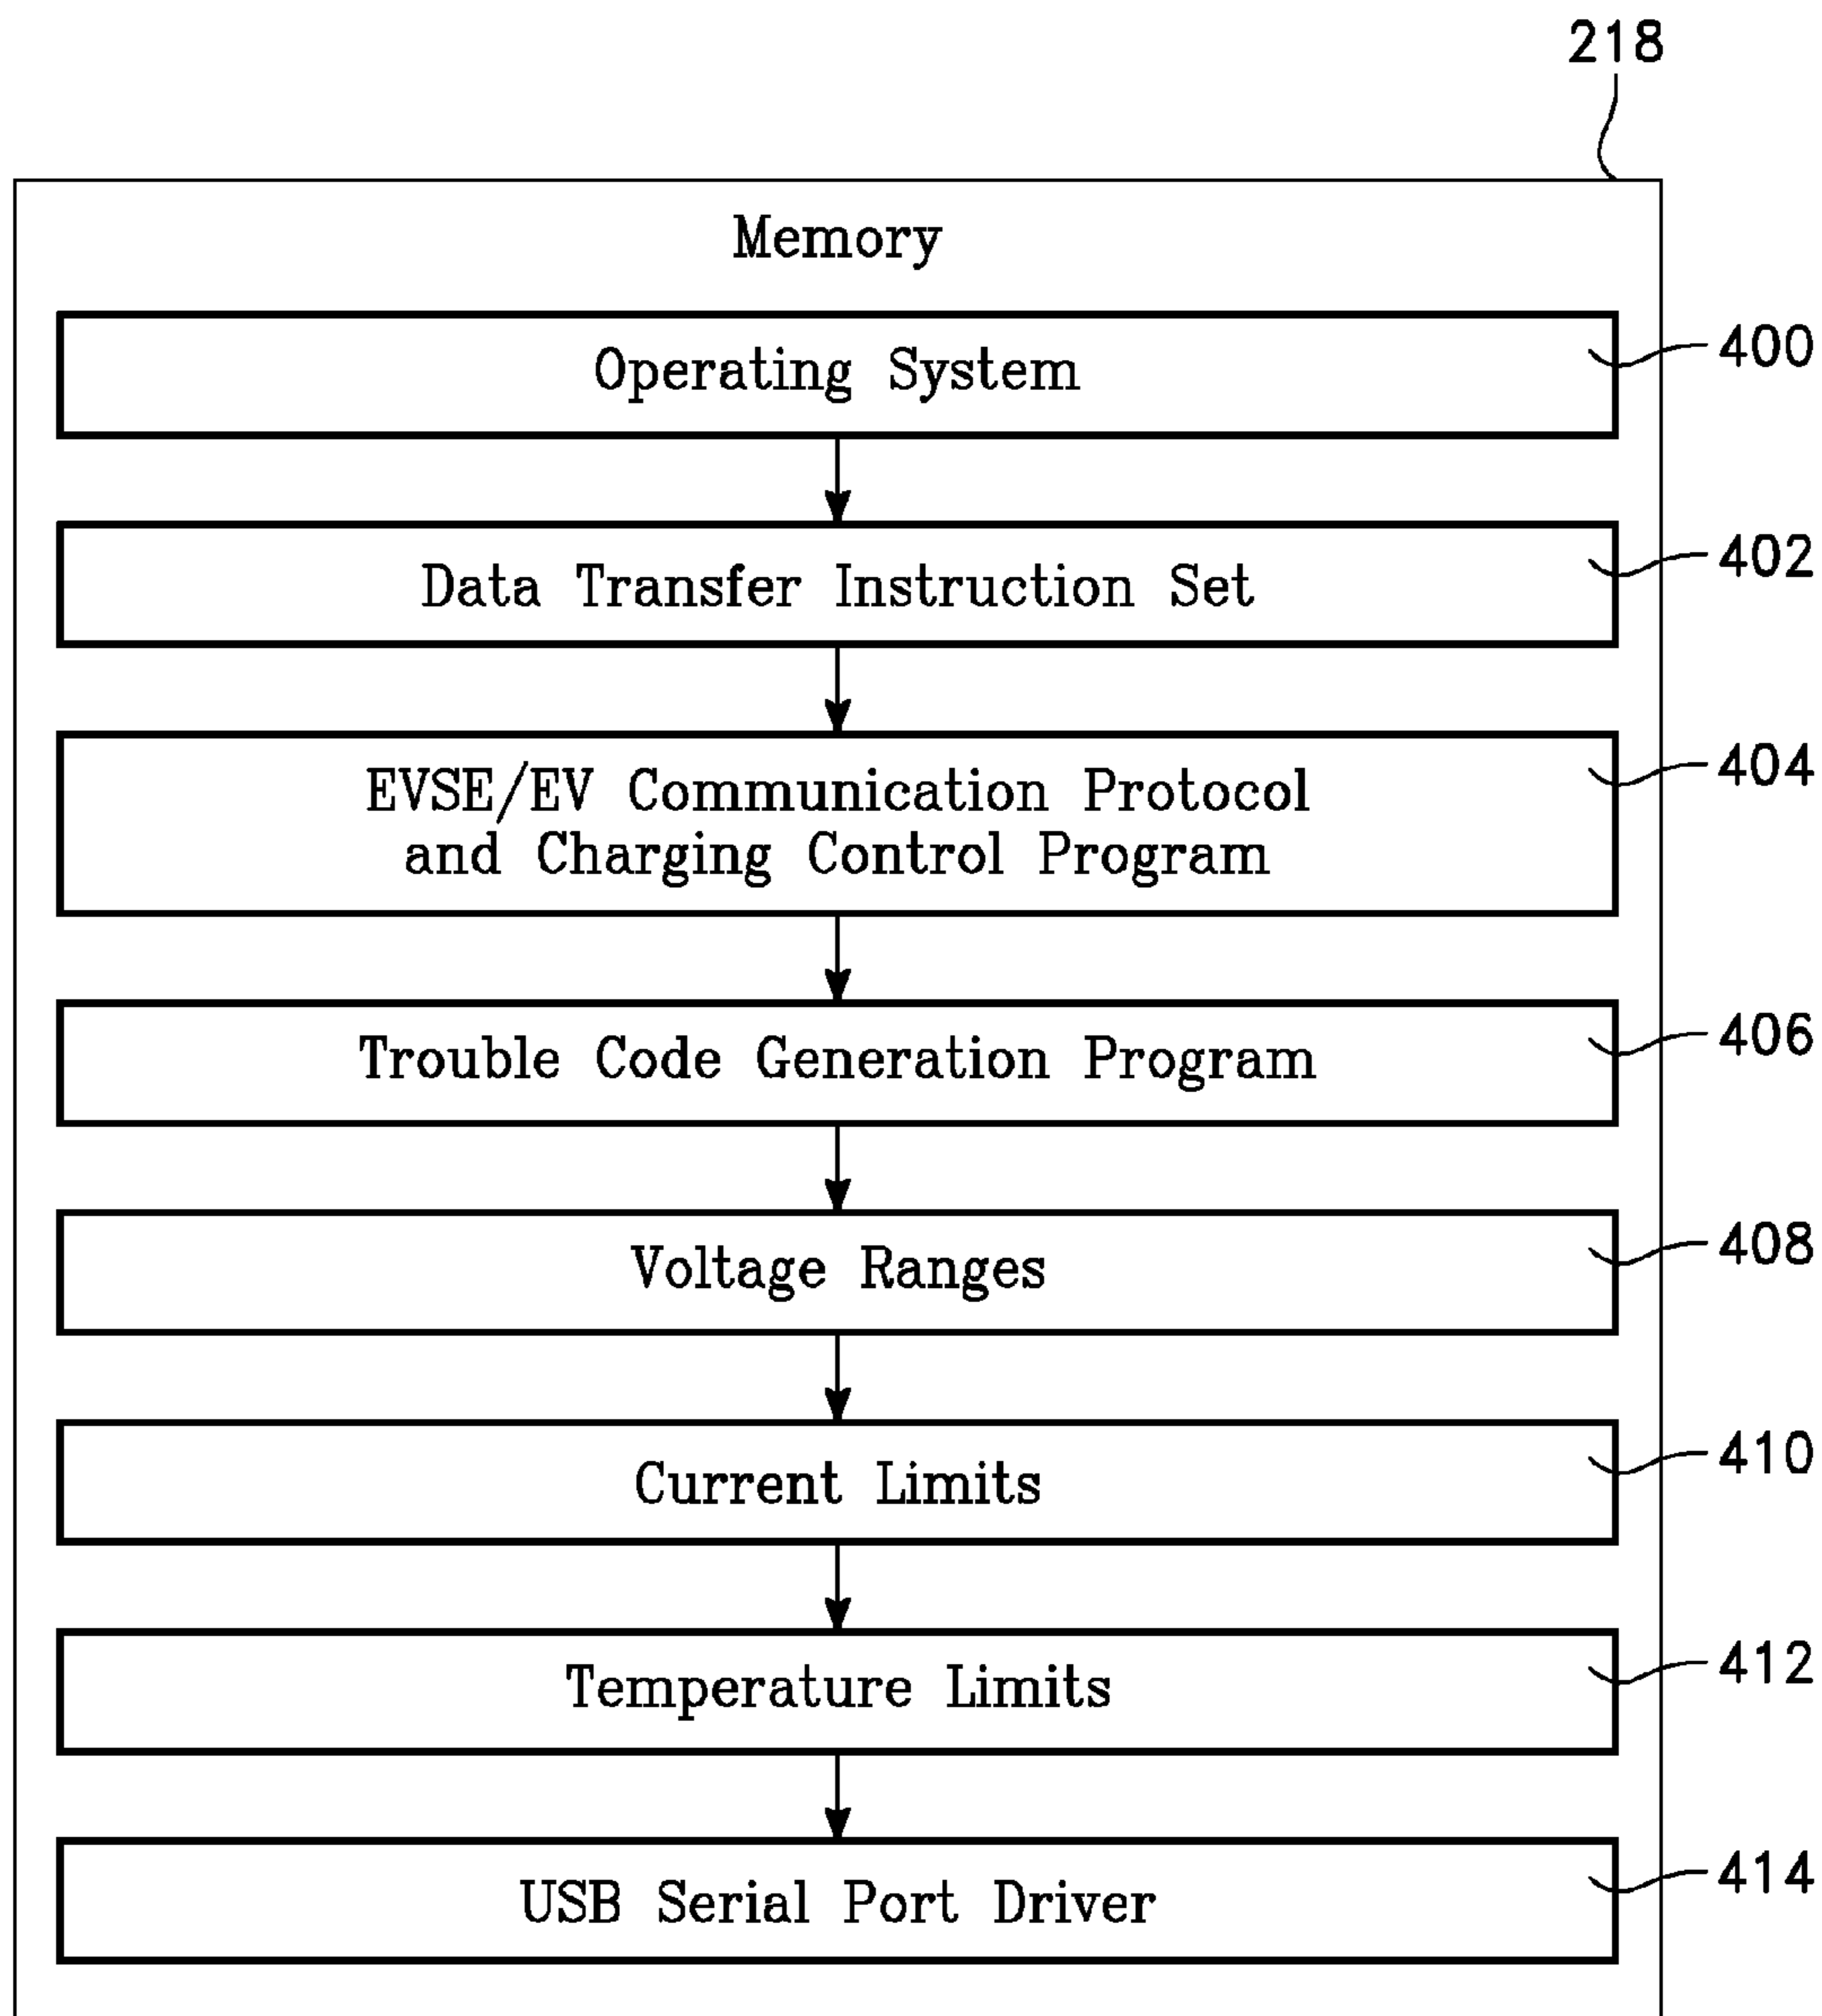 218
Memory
Operating System
400
Data Transfer Instruction Set
402
EVSE/EV Communication Protocol
and Charging Control Program
404
Trouble Code Generation Program
406
Voltage Ranges
408
Current Limits
410
Temperature Limits
412
USB Serial Port Driver
414